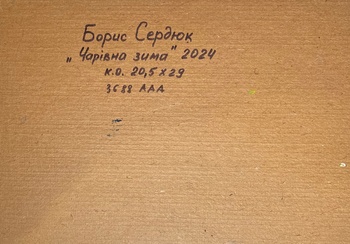 Борис Сердюк
„Чарівна зима" 2024
к.о. 20,5×29
3688 ААА